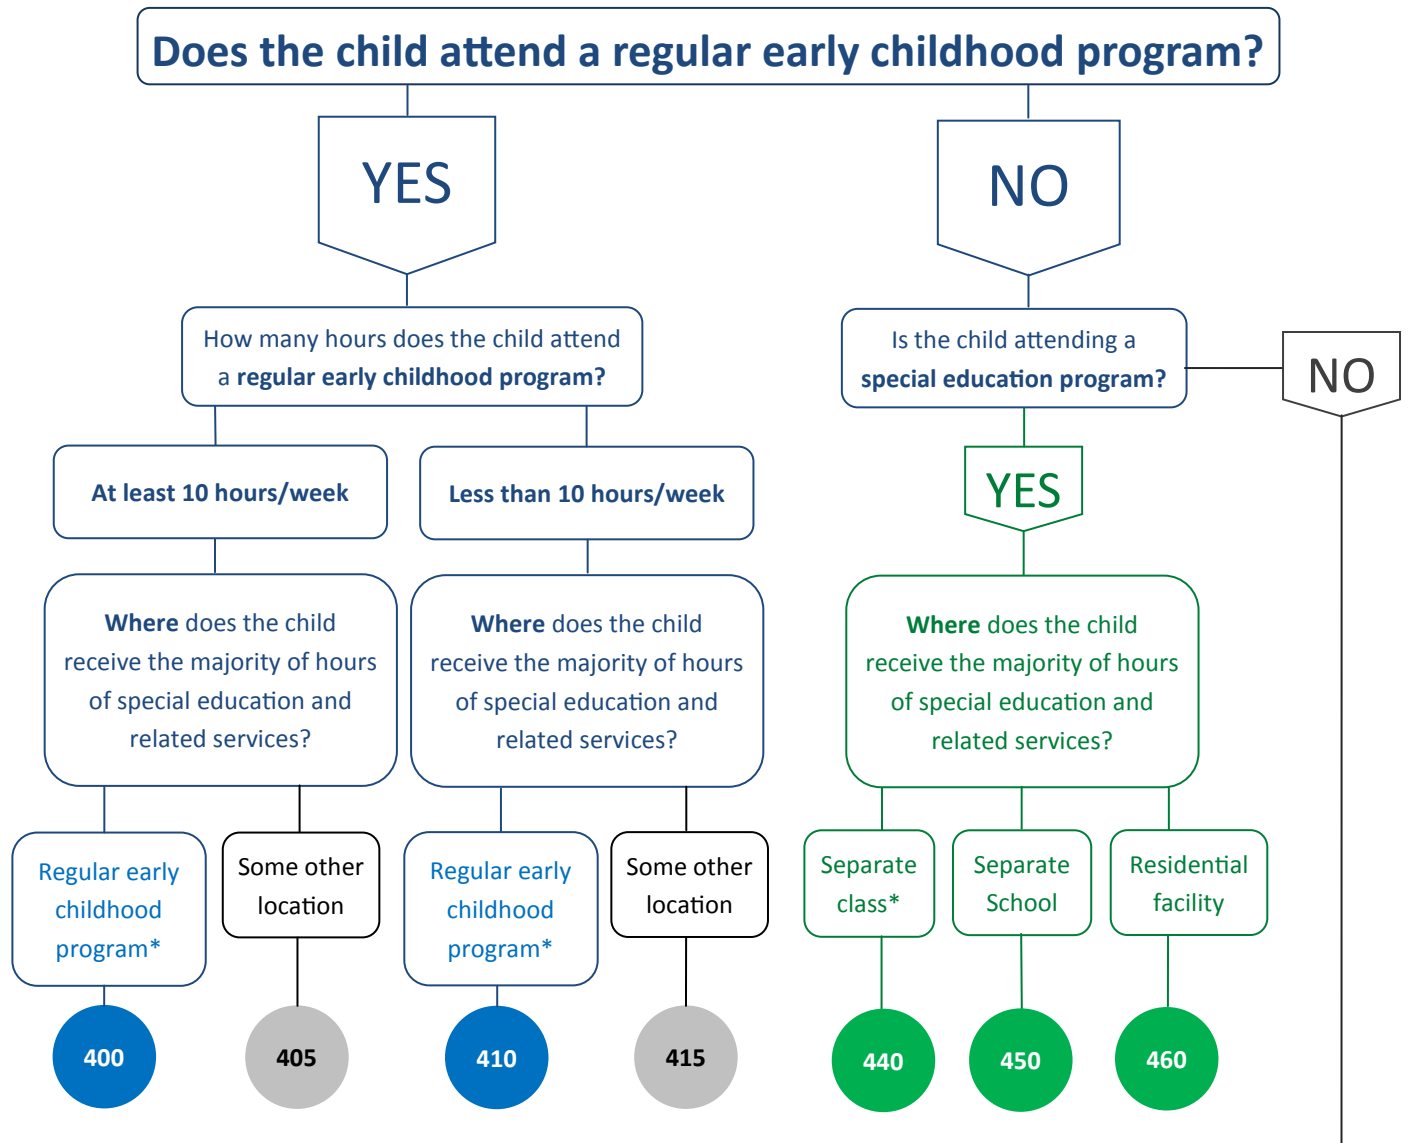 Does the child attend a regular early childhood program?
YES
NO
How many hours does the child attend
a regular early childhood program?
Is the child attending a
special education program?
NO
At least 10 hours/week
Less than 10 hours/week
YES
Where does the child
receive the majority of hours
of special education and
related services?
Where does the child
receive the majority of hours
of special education and
related services?
Where does the child
receive the majority of hours
of special education and
related services?
Regular early
childhood
program*
Some other
location
Regular early
childhood
program*
Some other
location
Separate
class*
Separate
School
Residential
facility
400
405
410
415
440
450
460